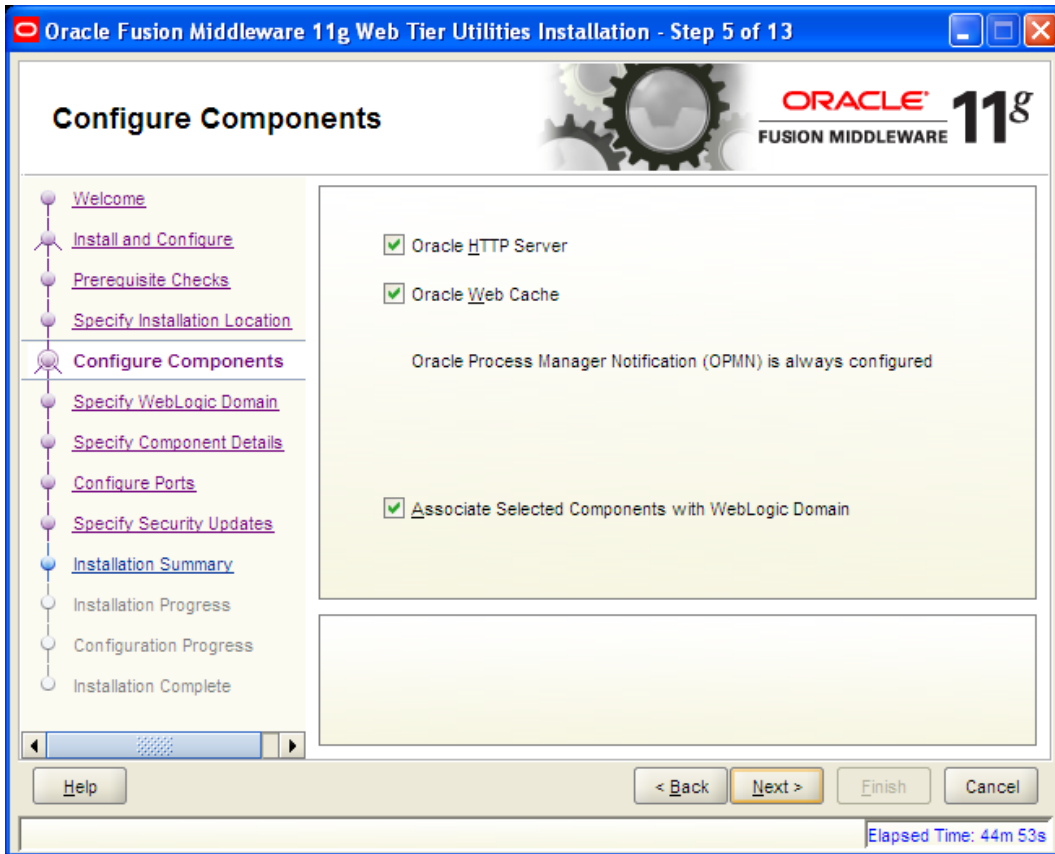 Oracle Fusion Middleware 11g Web Tier Utilities Installation - Step 5 of 13
Configure Components
ORACLE
FUSION MIDDLEWARE 11g
Welcome
Install and Configure
Prerequisite Checks
Specify Installation Location
Configure Components
Specify WebLogic Domain
Specify Component Details
Configure Ports
Specify Security Updates
Installation Summary
Installation Progress
Configuration Progress
Installation Complete
Oracle HTTP Server
Oracle Web Cache
Oracle Process Manager Notification (OPMN) is always configured
Associate Selected Components with WebLogic Domain
Help
< Back
Next >
Finish
Cancel
Elapsed Time: 44m 53s